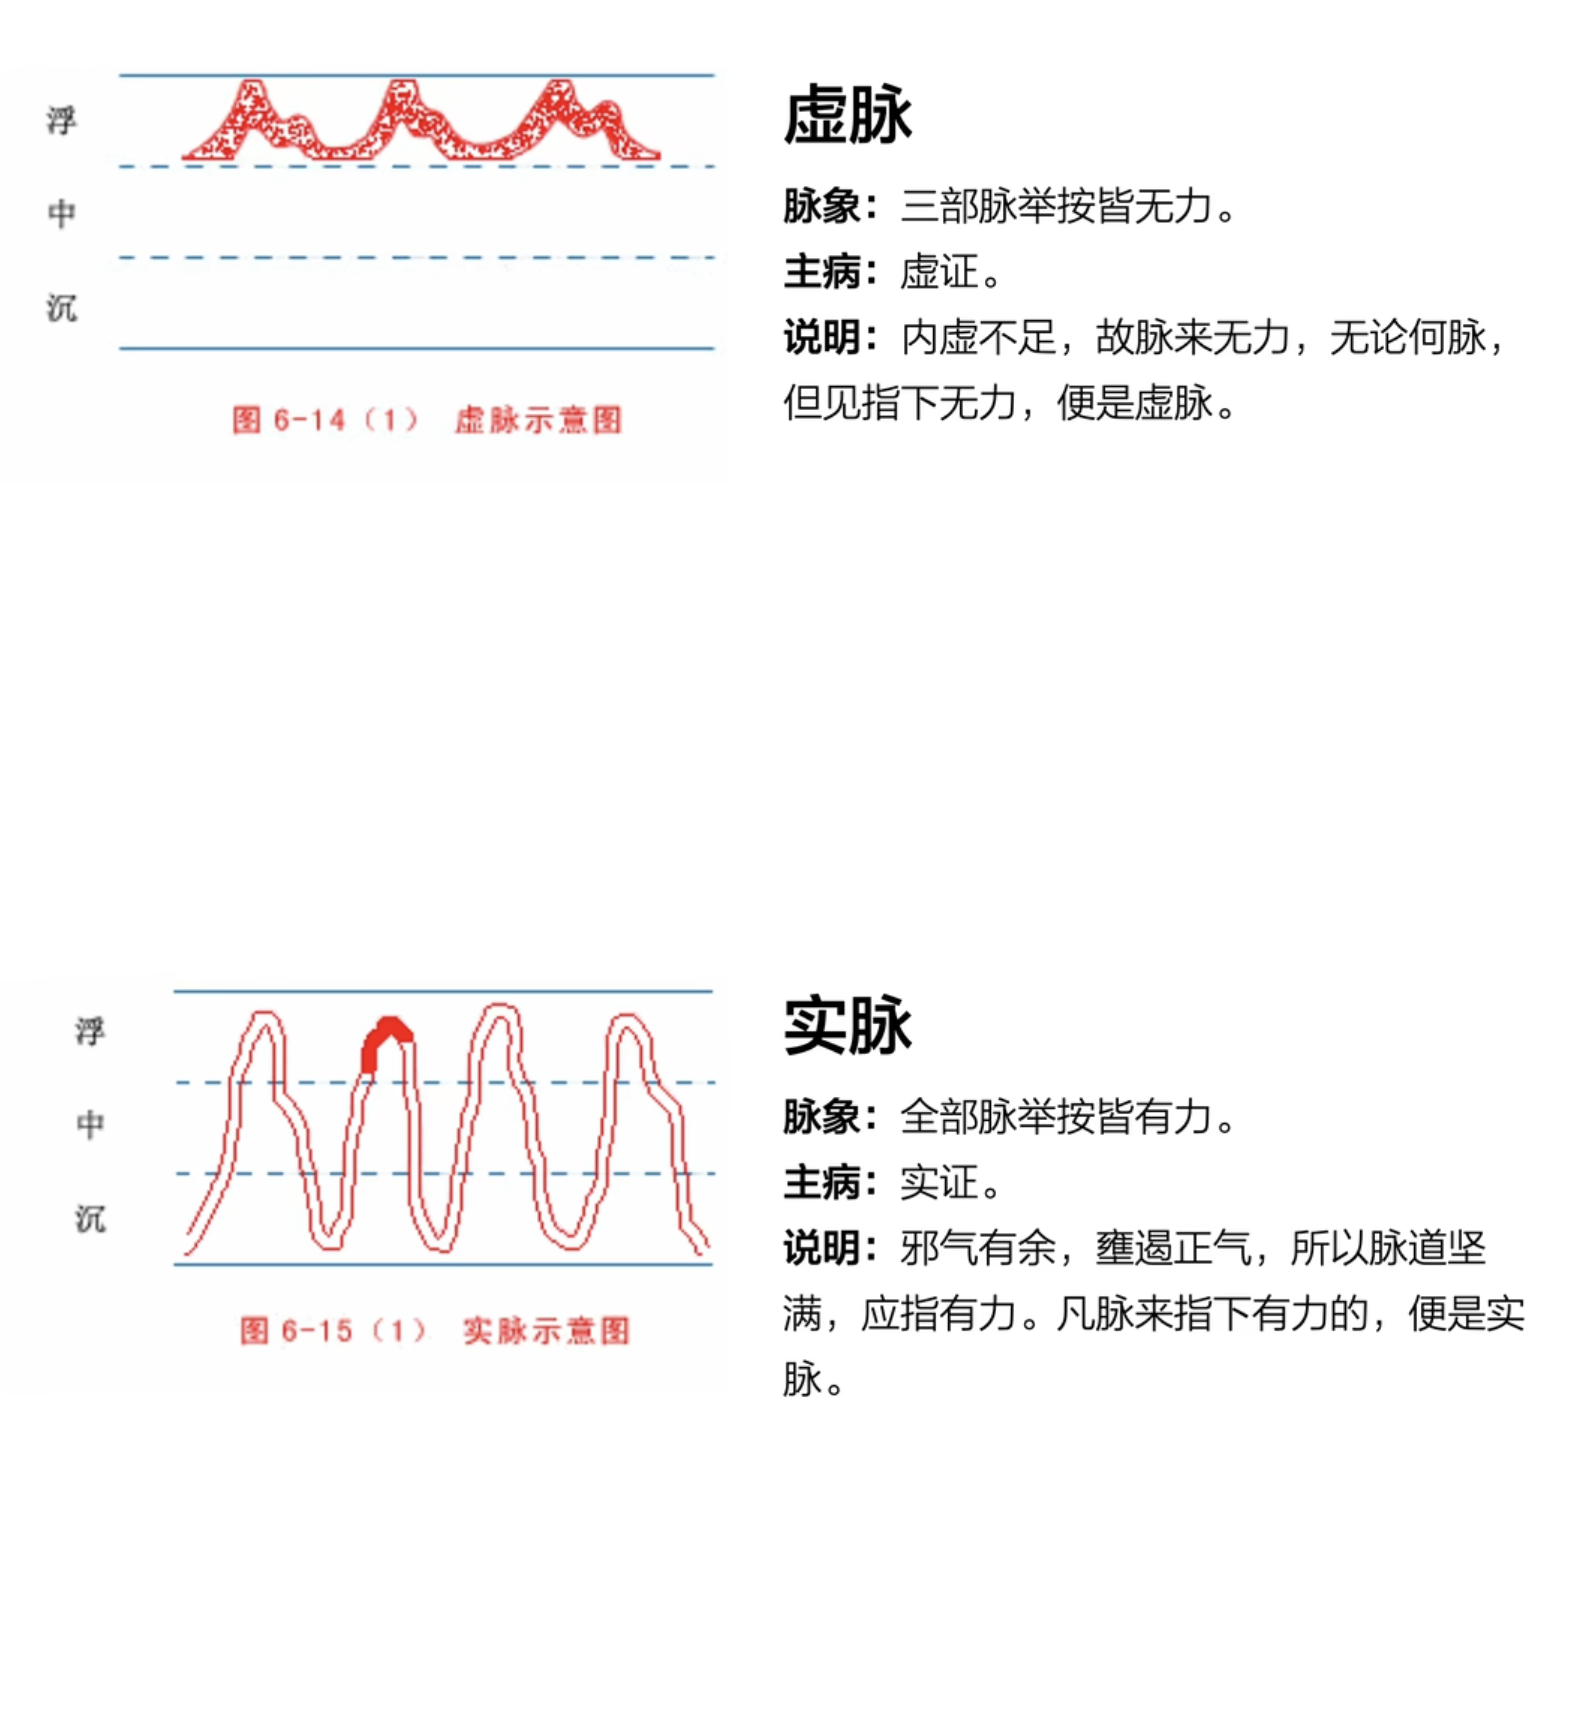 浮
中
沉
图 6-14（1） 虚脉示意图
虚脉
脉象：三部脉举按皆无力。
主病：虚证。
说明：内虚不足，故脉来无力，无论何脉，
但见指下无力，便是虚脉。
浮
中
沉
图 6-15（1） 实脉示意图
实脉
脉象：全部脉举按皆有力。
主病：实证。
说明：邪气有余，壅遏正气，所以脉道坚
满，应指有力。凡脉来指下有力的，便是实
脉。